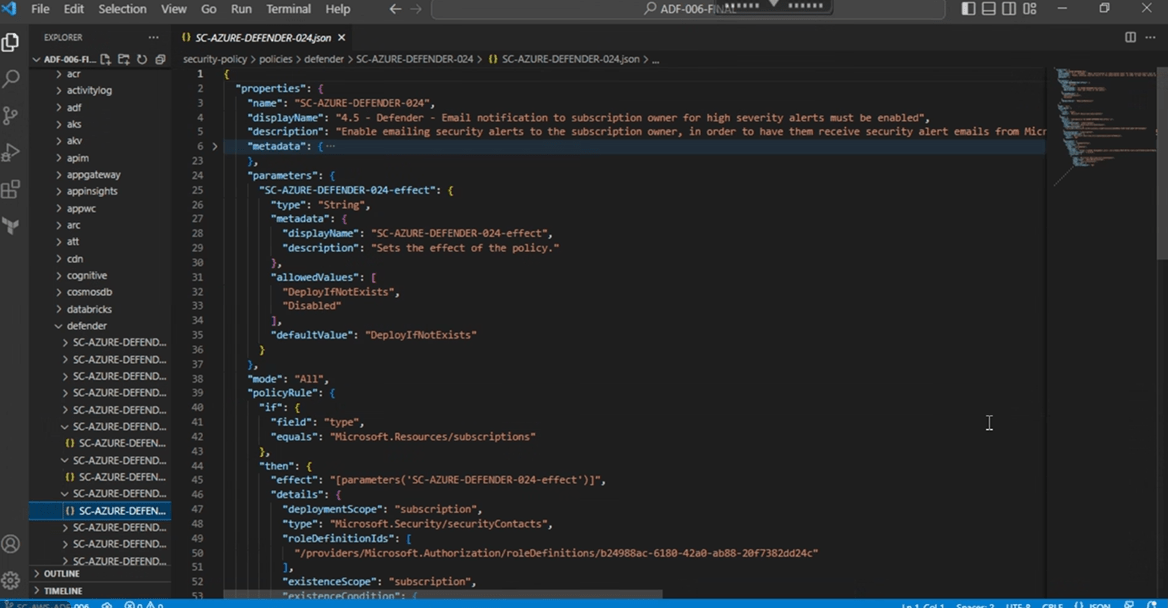 File Edit Selection View Go Run Terminal Help
EXPLORER
ADF-006-FI...
acr
activitylog
adf
aks
akv
apim
appgateway
appinsights
appwc
arc
att
cdn
cognitive
cosmosdb
databricks
defender
SC-AZURE-DEFEND...
SC-AZURE-DEFEND...
SC-AZURE-DEFEND...
SC-AZURE-DEFEND...
SC-AZURE-DEFEND...
SC-AZURE-DEFEND...
{} SC-AZURE-DEFEN...
SC-AZURE-DEFEND...
{} SC-AZURE-DEFEN...
SC-AZURE-DEFEND...
{} SC-AZURE-DEFEN...
SC-AZURE-DEFEND...
SC-AZURE-DEFEND...
SC-AZURE-DEFEND...
OUTLINE
TIMELINE
{} SC-AZURE-DEFENDER-024.json
security-policy > policies > defender > SC-AZURE-DEFENDER-024 > {} SC-AZURE-DEFENDER-024.json > ...
1 {
2 "properties": {
3 "name": "SC-AZURE-DEFENDER-024",
4 "displayName": "4.5 - Defender - Email notification to subscription owner for high severity alerts must be enabled",
5 "description": "Enable emailing security alerts to the subscription owner, in order to have them receive security alert emails from Micr
6 "metadata": { ...
23 },
24 "parameters": {
25 "SC-AZURE-DEFENDER-024-effect": {
26 "type": "String",
27 "metadata": {
28 "displayName": "SC-AZURE-DEFENDER-024-effect",
29 "description": "Sets the effect of the policy."
30 },
31 "allowedValues": [
32 "DeployIfNotExists",
33 "Disabled"
34 ],
35 "defaultValue": "DeployIfNotExists"
36 }
37 },
38 "mode": "All",
39 "policyRule": {
40 "if": {
41 "field": "type",
42 "equals": "Microsoft.Resources/subscriptions"
43 },
44 "then": {
45 "effect": "[parameters('SC-AZURE-DEFENDER-024-effect')]",
46 "details": {
47 "deploymentScope": "subscription",
48 "type": "Microsoft.Security/securityContacts",
49 "roleDefinitionIds": [
50 "/providers/Microsoft.Authorization/roleDefinitions/b24988ac-6180-42a0-ab88-20f7382dd24c"
51 ],
52 "existenceScope": "subscription",
53 "existenceCondition": {
Ln 1, Col 1 Spaces: 2 UTF-8 CRLF {} JSON